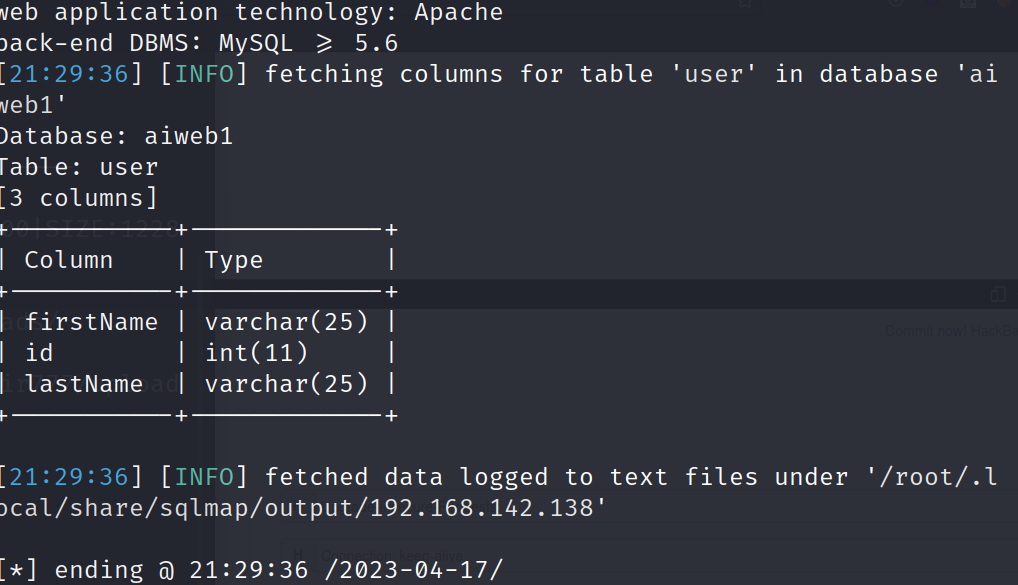 web application technology: Apache
back-end DBMS: MySQL ≥ 5.6
[21:29:36] [INFO] fetching columns for table 'user' in database 'ai
web1'
Database: aiweb1
Table: user
[3 columns]
+-----------+-------------+
| Column    | Type        |
+-----------+-------------+
| firstName | varchar(25) |
| id        | int(11)     |
| lastName  | varchar(25) |
+-----------+-------------+
[21:29:36] [INFO] fetched data logged to text files under '/root/.l
ocal/share/sqlmap/output/192.168.142.138'
[*] ending @ 21:29:36 /2023-04-17/